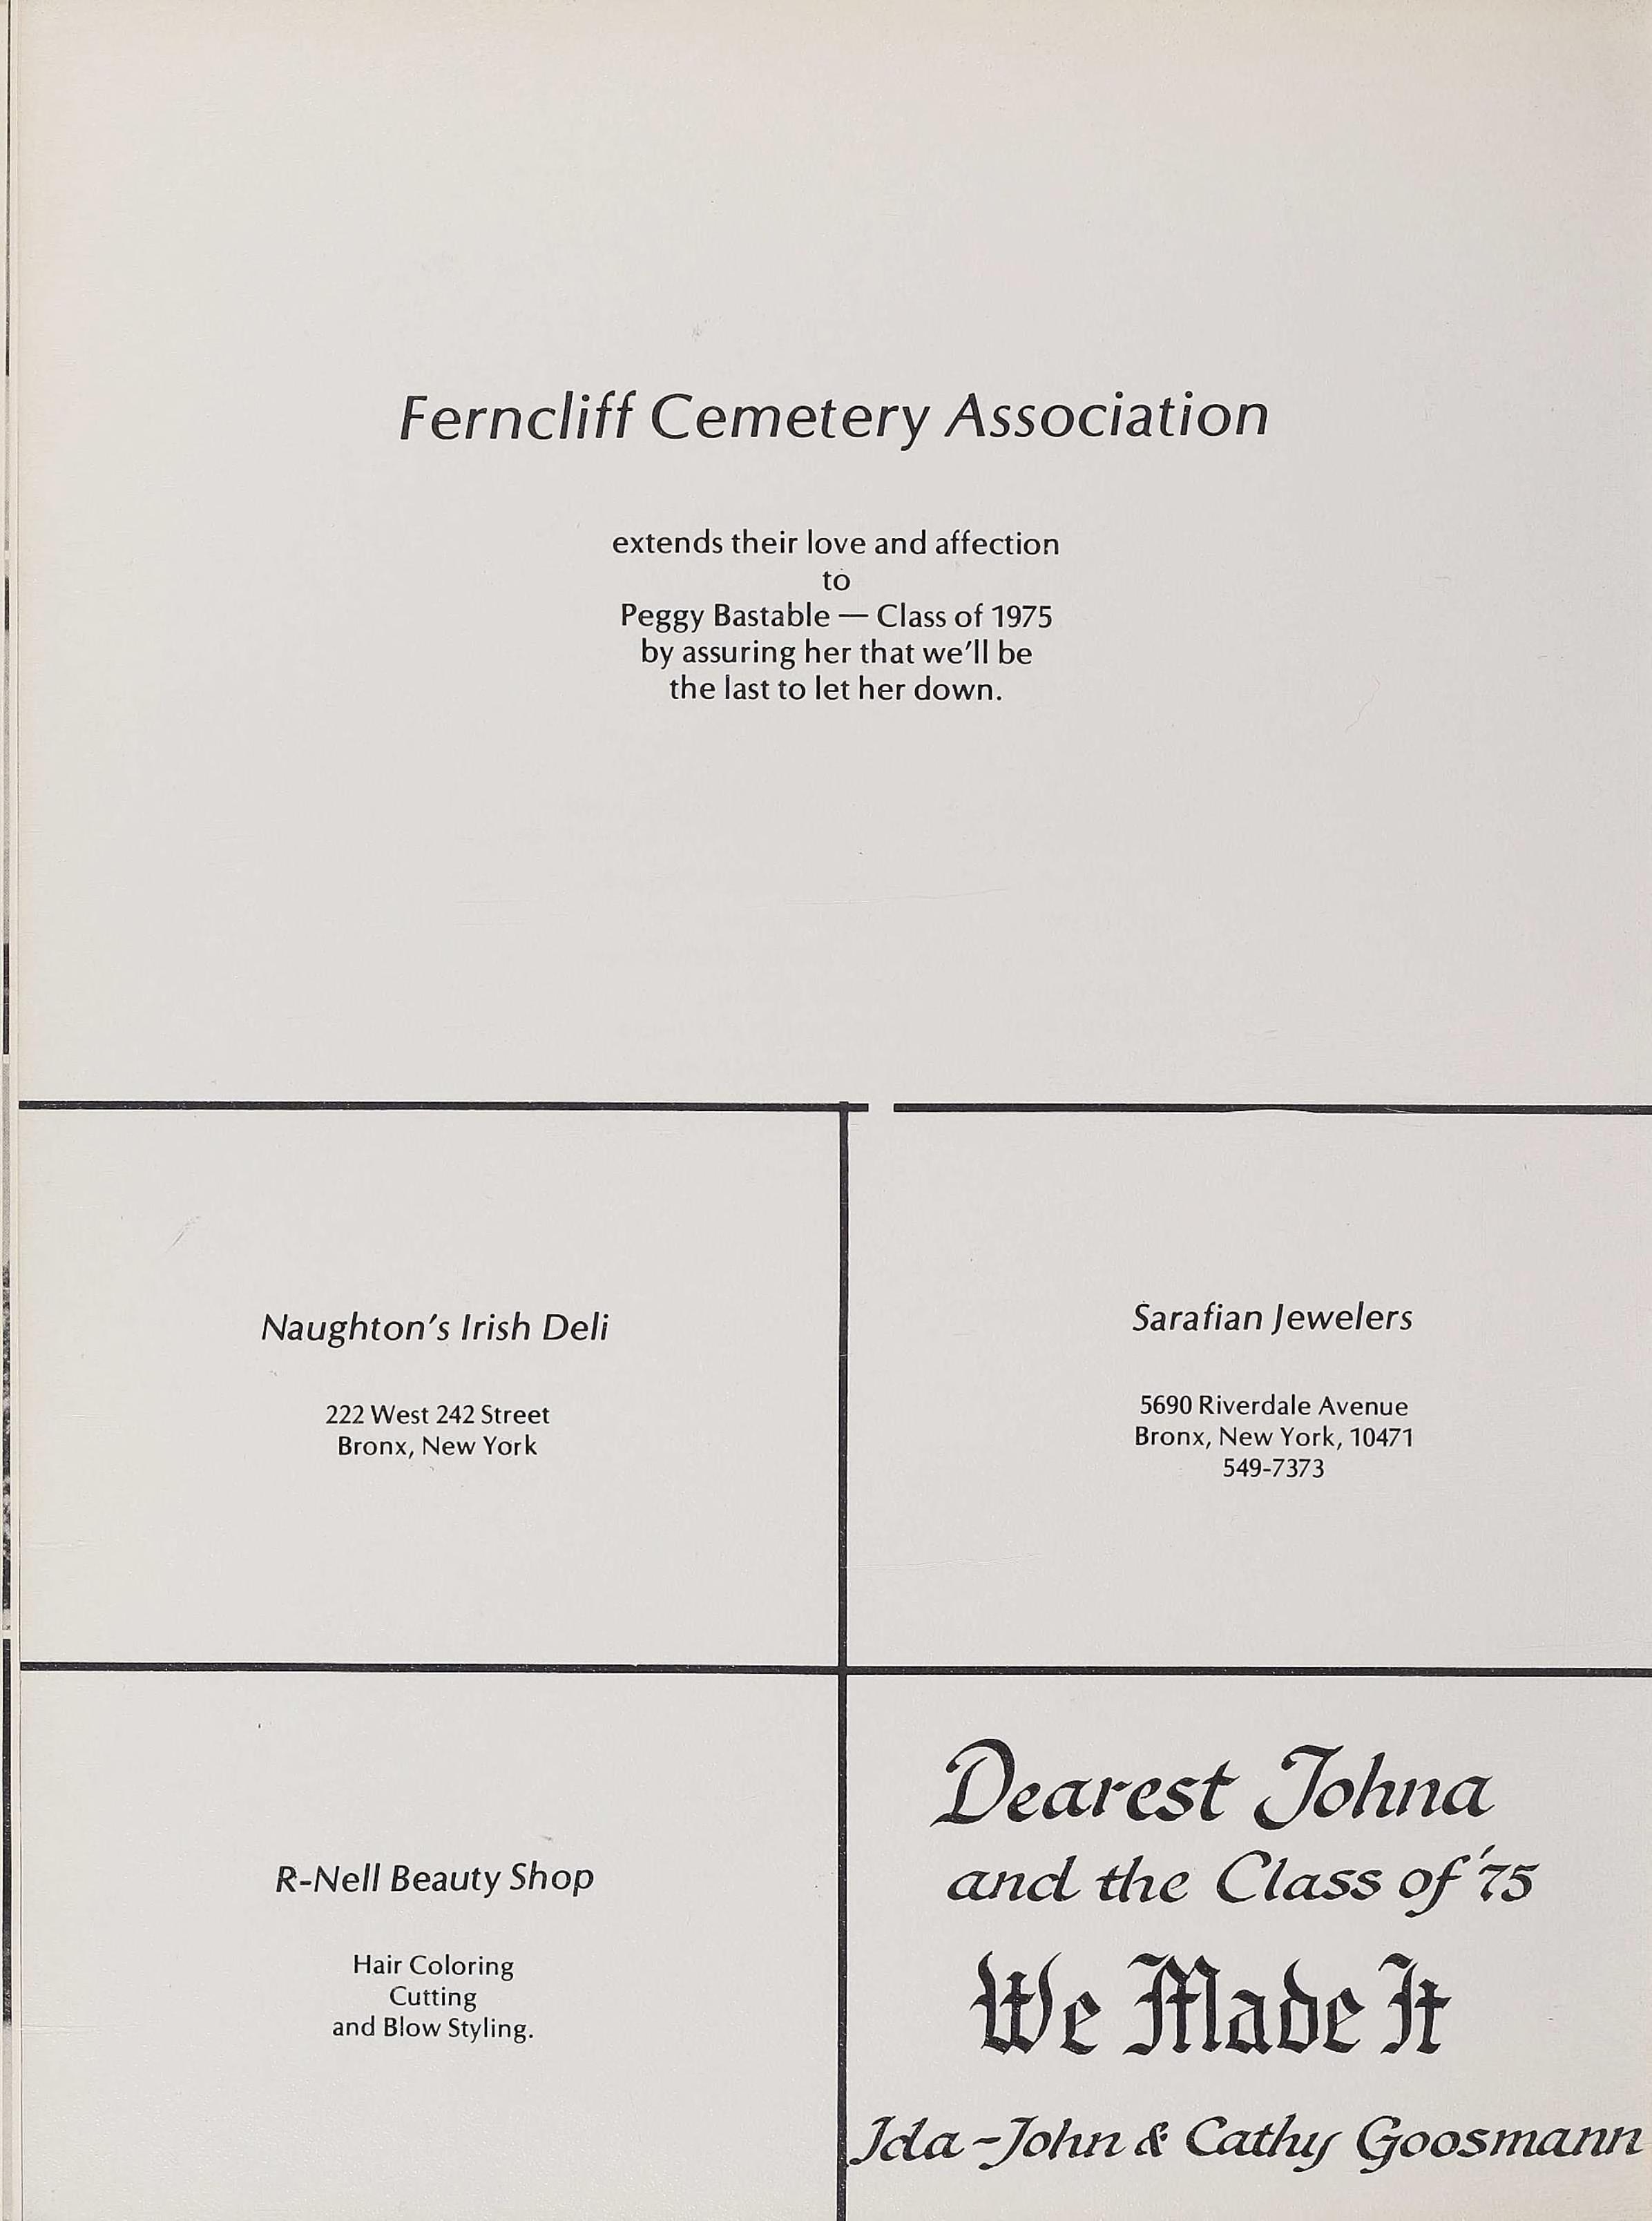 Ferncliff Cemetery Association
extends their love and affection
to
Peggy Bastable — Class of 1975
by assuring her that we'll be
the last to let her down.
Naughton's Irish Deli
222 West 242 Street
Bronx, New York
Sarafian Jewelers
5690 Riverdale Avenue
Bronx, New York, 10471
549-7373
R-Nell Beauty Shop
Hair Coloring
Cutting
and Blow Styling.
Dearest Johna
and the Class of '75
We Made It
Ida-John & Cathy Goosmann